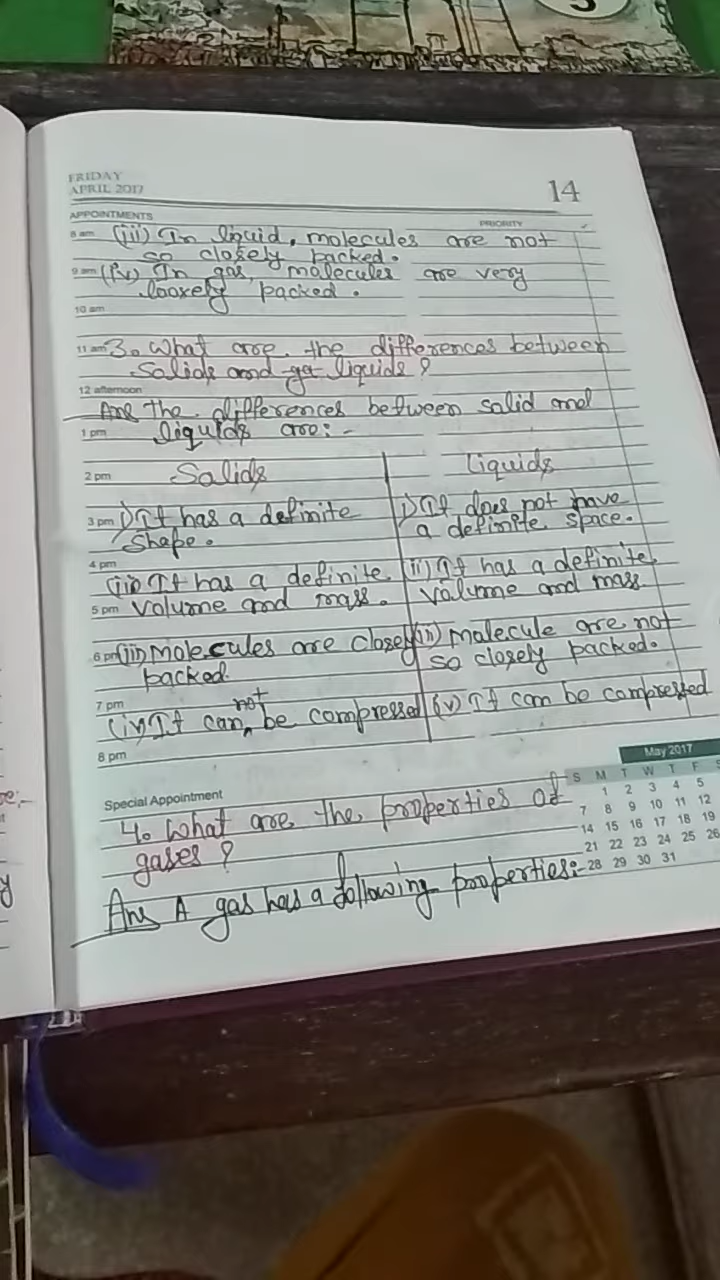 FRIDAY
APRIL 2017
14
APPOINTMENTS
PRIORITY
8 am (iii) In liquid, molecules are not
so closely packed.
9 am (iv) In gas, molecules are very
loosely packed.
10 am
11 am 3. What are the differences between
Solids and ga liquids?
12 afternoon
Ans The differences between solid and
1 pm liquids are:-
2 pm Solids Liquids
3 pm i) It has a definite
shape.
i) It does not have
a definite space.
4 pm
(ii) It has a definite
5 pm volume and mass.
ii) It has a definite
volume and mass
6 pm (iii) Molecules are closely
packed.
(iii) molecule are not
so closely packed.
7 pm
(iv) It can not be compressed
(v) It can be compressed
8 pm
Special Appointment
4. What are the properties of
gases?
Ans A gas has a following properties:-
May 2017
S M T W T F S
1 2 3 4 5
7 8 9 10 11 12
14 15 16 17 18 19
21 22 23 24 25 26
28 29 30 31